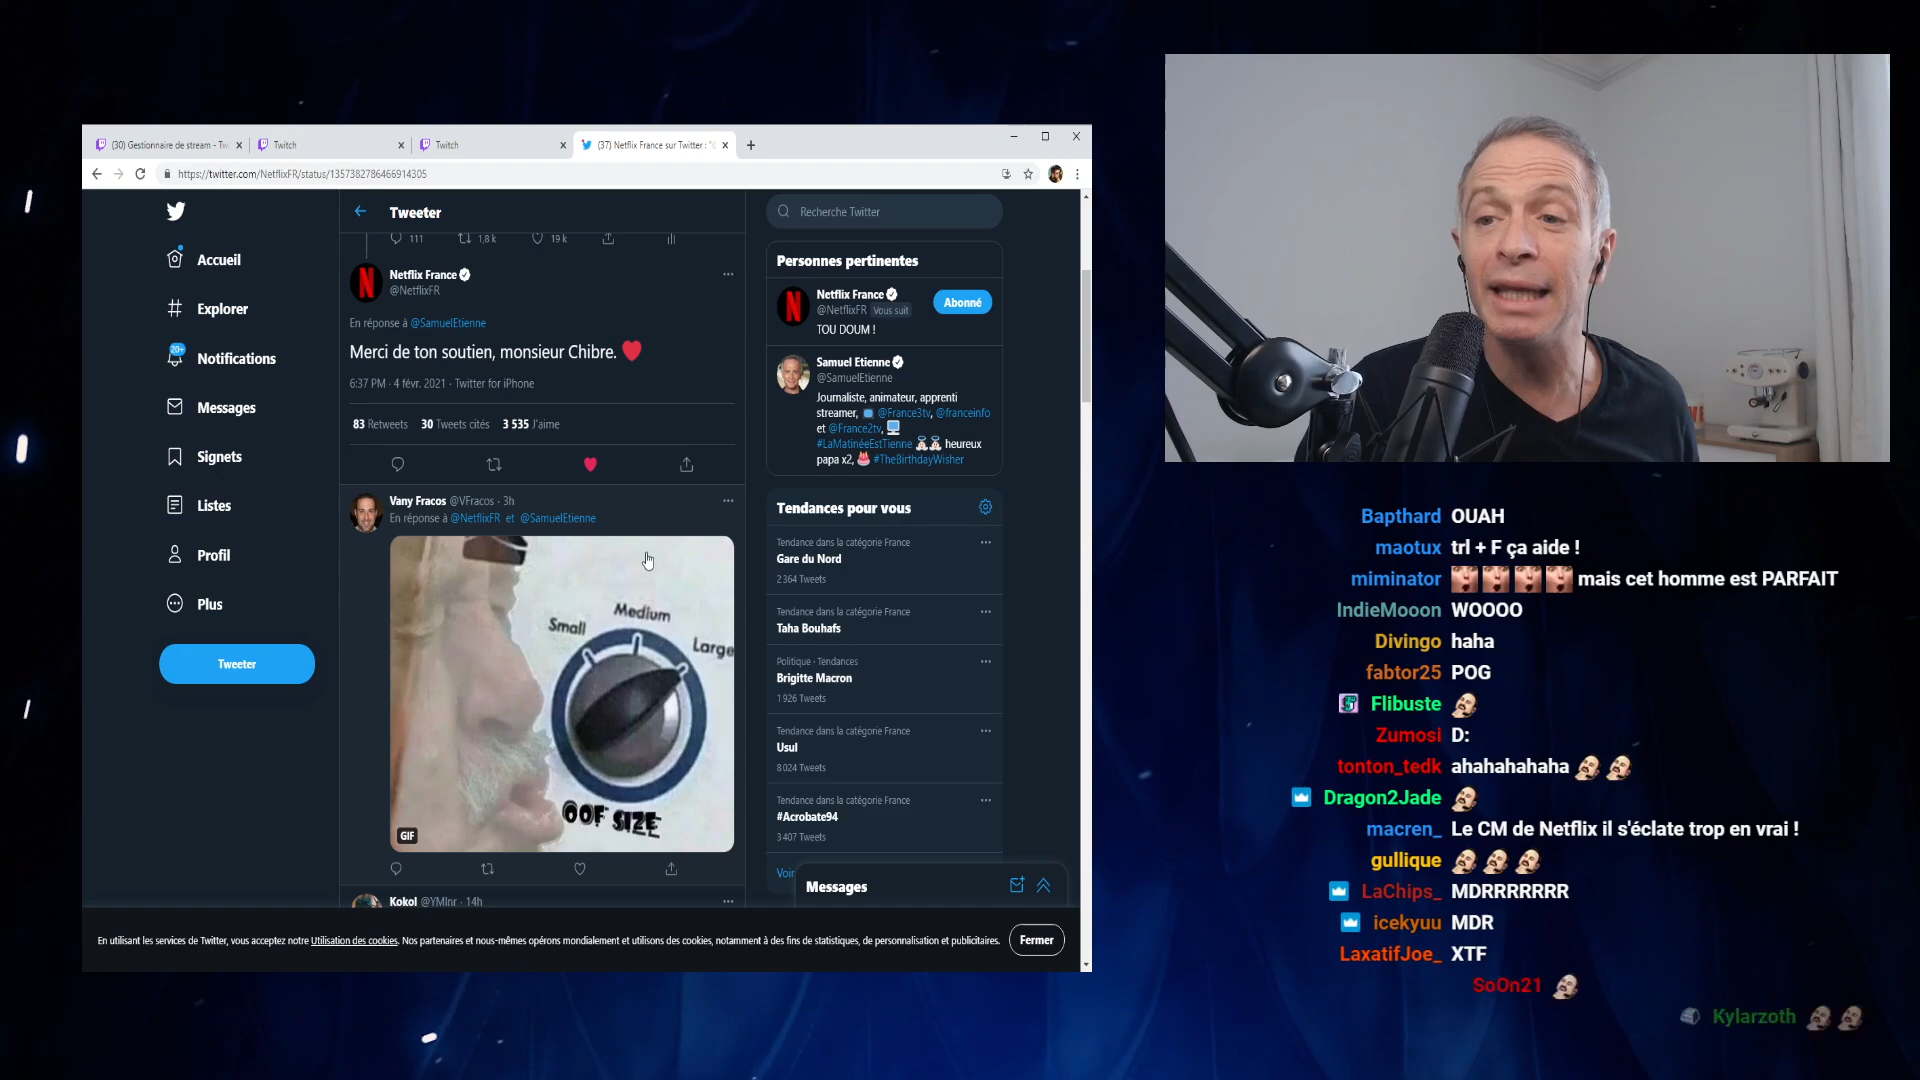 (30) Gestionnaire de stream - Tw
Twitch
Twitch
(37) Netflix France sur Twitter : "
https://twitter.com/NetflixFR/status/1357382786466914305
Accueil
Explorer
20+
Notifications
Messages
Signets
Listes
Profil
Plus
Tweeter
Tweeter
111
1,8 k
19 k
Netflix France
@NetflixFR
En réponse à @SamuelEtienne
Merci de ton soutien, monsieur Chibre. ❤️
6:37 PM · 4 févr. 2021 · Twitter for iPhone
83 Retweets 30 Tweets cités 3 535 J'aime
Vany Fracos @VFracos · 3h
En réponse à @NetflixFR et @SamuelEtienne
Small
Medium
Large
OOF SIZE
GIF
Kokol @YMlnr · 14h
Recherche Twitter
Personnes pertinentes
Netflix France
@NetflixFR Vous suit
TOU DOUM !
Abonné
Samuel Etienne
@SamuelEtienne
Journaliste, animateur, apprenti
streamer, @France3tv, @franceinfo
et @France2tv,
#LaMatinéeEstTienne heureux
papa x2, #TheBirthdayWisher
Tendances pour vous
Tendance dans la catégorie France
Gare du Nord
2 364 Tweets
Tendance dans la catégorie France
Taha Bouhafs
Politique · Tendances
Brigitte Macron
1 926 Tweets
Tendance dans la catégorie France
Usul
8 024 Tweets
Tendance dans la catégorie France
#Acrobate94
3 407 Tweets
Voir
Messages
En utilisant les services de Twitter, vous acceptez notre Utilisation des cookies. Nos partenaires et nous-mêmes opérons mondialement et utilisons des cookies, notamment à des fins de statistiques, de personnalisation et publicitaires.
Fermer
Bapthard OUAH
maotux trl + F ça aide !
miminator mais cet homme est PARFAIT
IndieMooon WOOOO
Divingo haha
fabtor25 POG
Flibuste
Zumosi D:
tonton_tedk ahahahahaha
Dragon2Jade
macren_ Le CM de Netflix il s'éclate trop en vrai !
gullique
LaChips_ MDRRRRRRR
icekyuu MDR
LaxatifJoe_ XTF
SoOn21
Kylarzoth